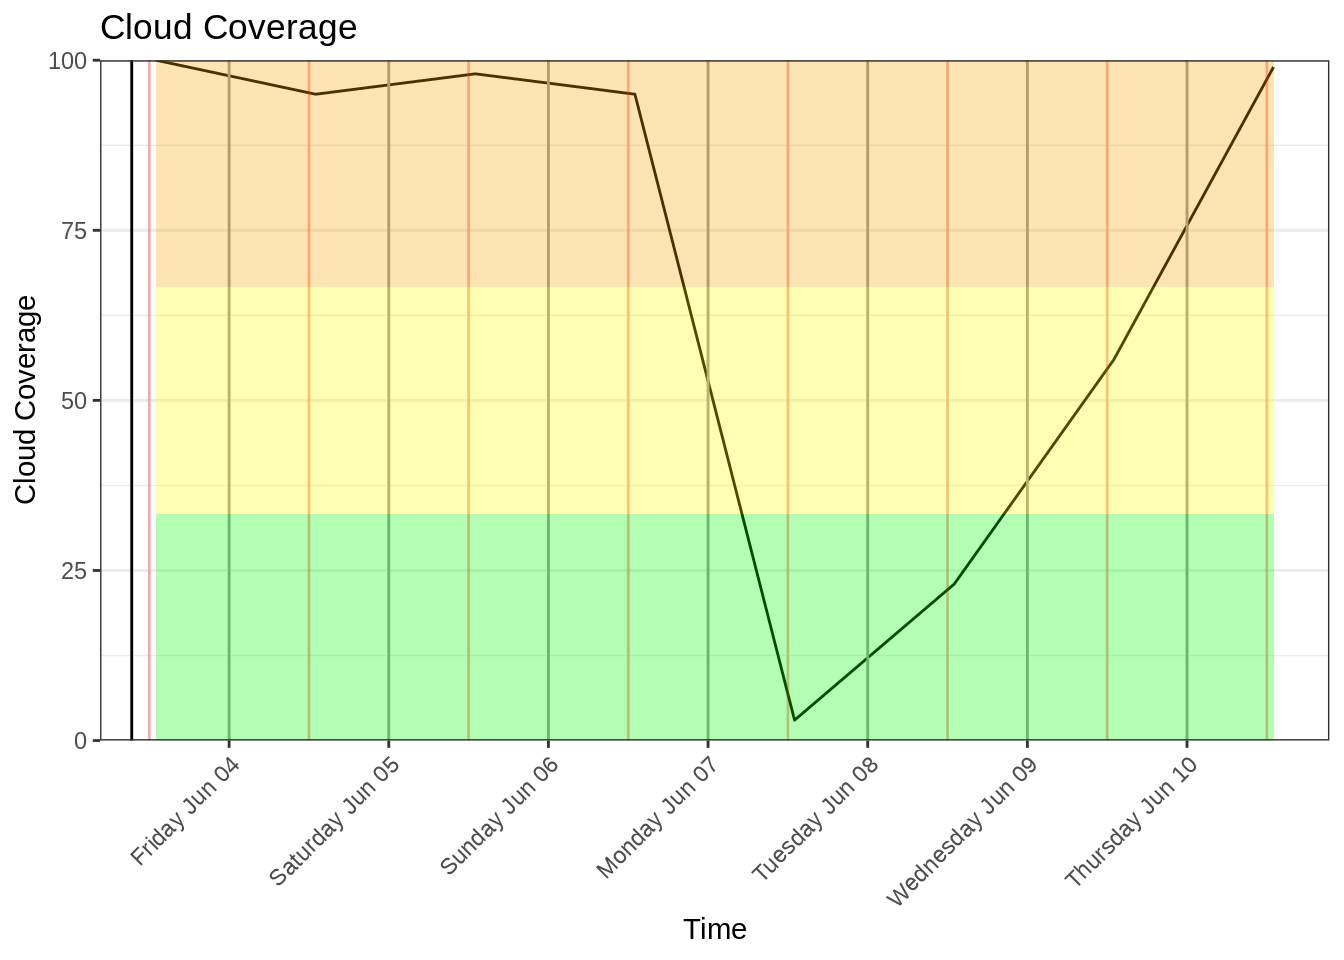 Cloud Coverage
100
75
50
25
0
Cloud Coverage
Friday Jun 04
Saturday Jun 05
Sunday Jun 06
Monday Jun 07
Tuesday Jun 08
Wednesday Jun 09
Thursday Jun 10
Time